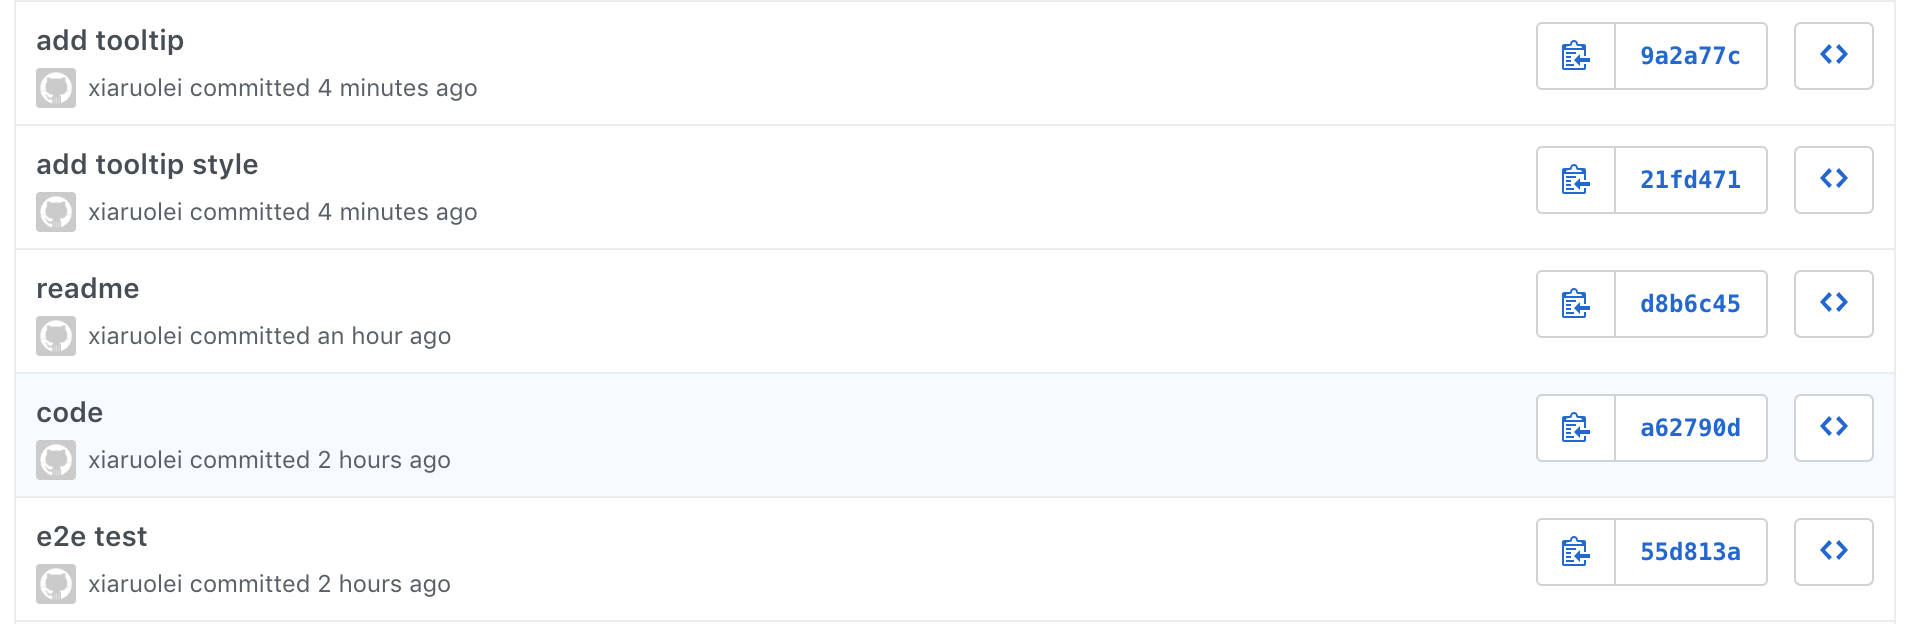 add tooltip
9a2a77c
xiaruolei committed 4 minutes ago
add tooltip style
21fd471
xiaruolei committed 4 minutes ago
readme
d8b6c45
xiaruolei committed an hour ago
code
a62790d
xiaruolei committed 2 hours ago
e2e test
55d813a
xiaruolei committed 2 hours ago